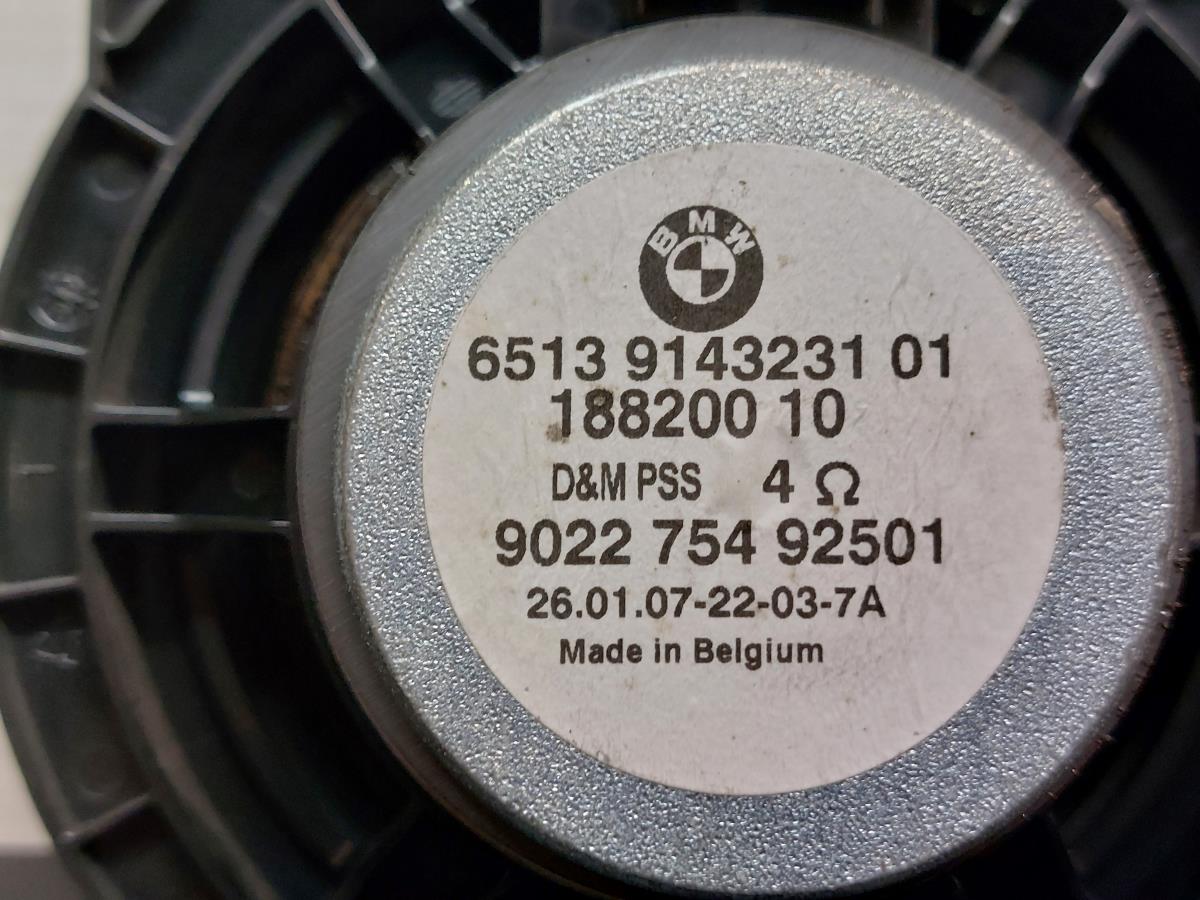 BMW
6513 9143231 01
188200 10
D&M PSS 4 Ω
9022 754 92501
26.01.07-22-03-7A
Made in Belgium